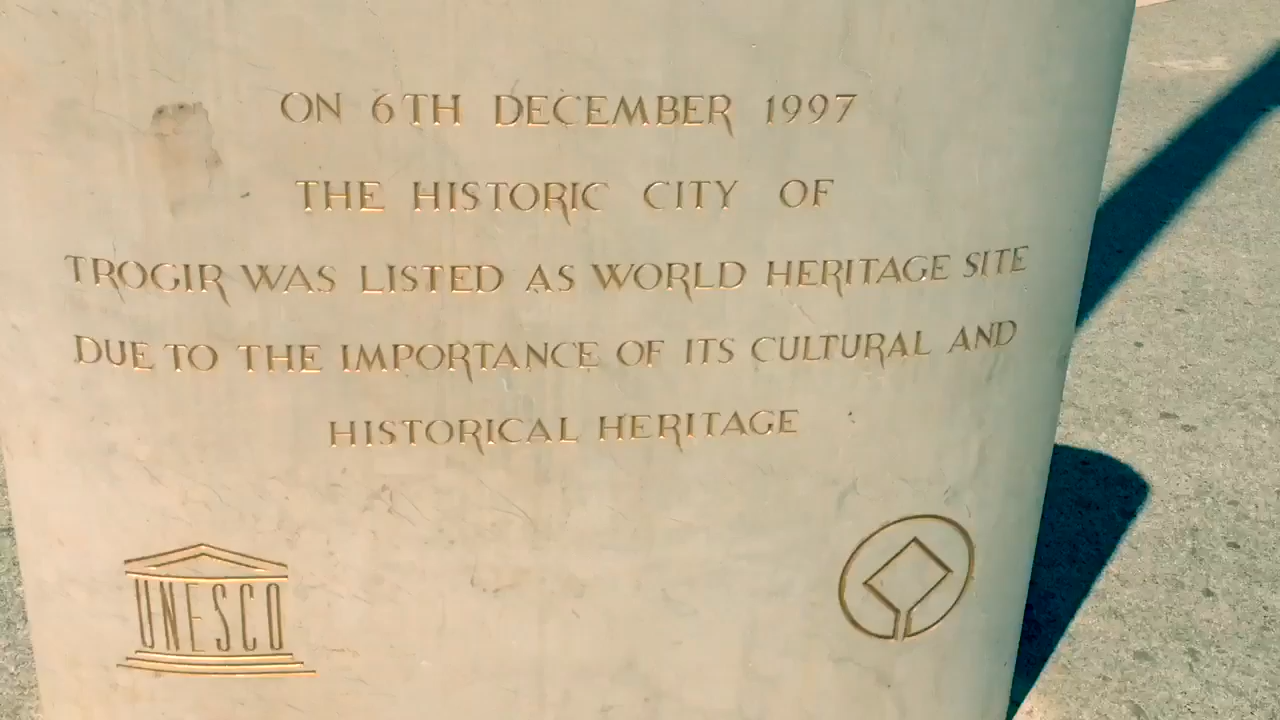 ON 6TH DECEMBER 1997
THE HISTORIC CITY OF
TROGIR WAS LISTED AS WORLD HERITAGE SITE
DUE TO THE IMPORTANCE OF ITS CULTURAL AND
HISTORICAL HERITAGE
UNESCO